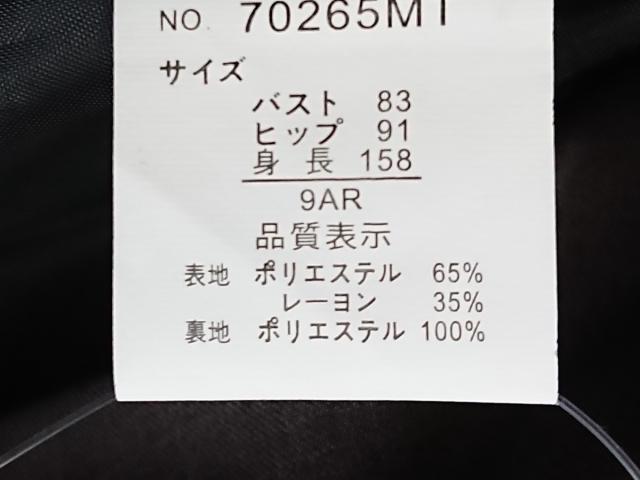 NO. 70265MT
サイズ
バスト 83
ヒップ 91
身長 158
9AR
品質表示
表地 ポリエステル 65%
レーヨン 35%
裏地 ポリエステル 100%